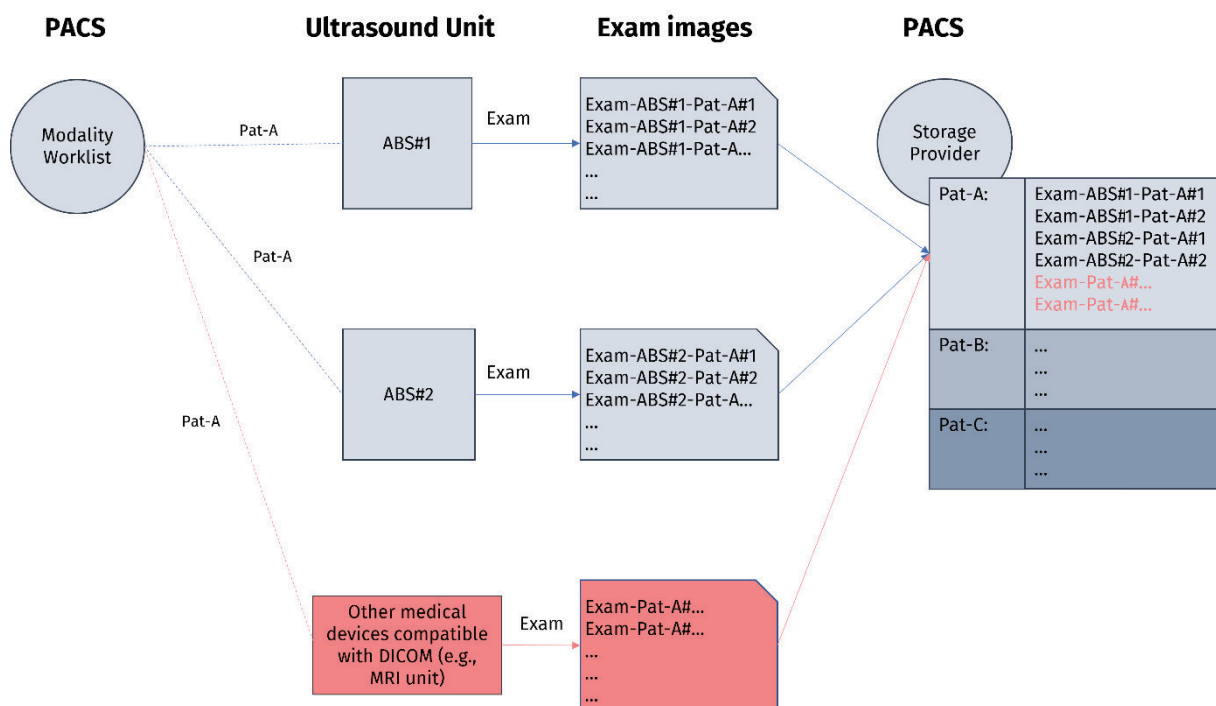 PACS
Ultrasound Unit
Exam images
PACS
Modality
Worklist
Pat-A
ABS#1
Exam
Exam-ABS#1-Pat-A#1
Exam-ABS#1-Pat-A#2
Exam-ABS#1-Pat-A...
...
...
Storage
Provider
Pat-A:
Exam-ABS#1-Pat-A#1
Exam-ABS#1-Pat-A#2
Exam-ABS#2-Pat-A#1
Exam-ABS#2-Pat-A#2
Exam-Pat-A#...
Exam-Pat-A#...
Pat-A
ABS#2
Exam
Exam-ABS#2-Pat-A#1
Exam-ABS#2-Pat-A#2
Exam-ABS#2-Pat-A...
...
...
Pat-B:
...
...
...
Pat-C:
...
...
...
Pat-A
Other medical
devices compatible
with DICOM (e.g.,
MRI unit)
Exam
Exam-Pat-A#...
Exam-Pat-A#...
...
...
...